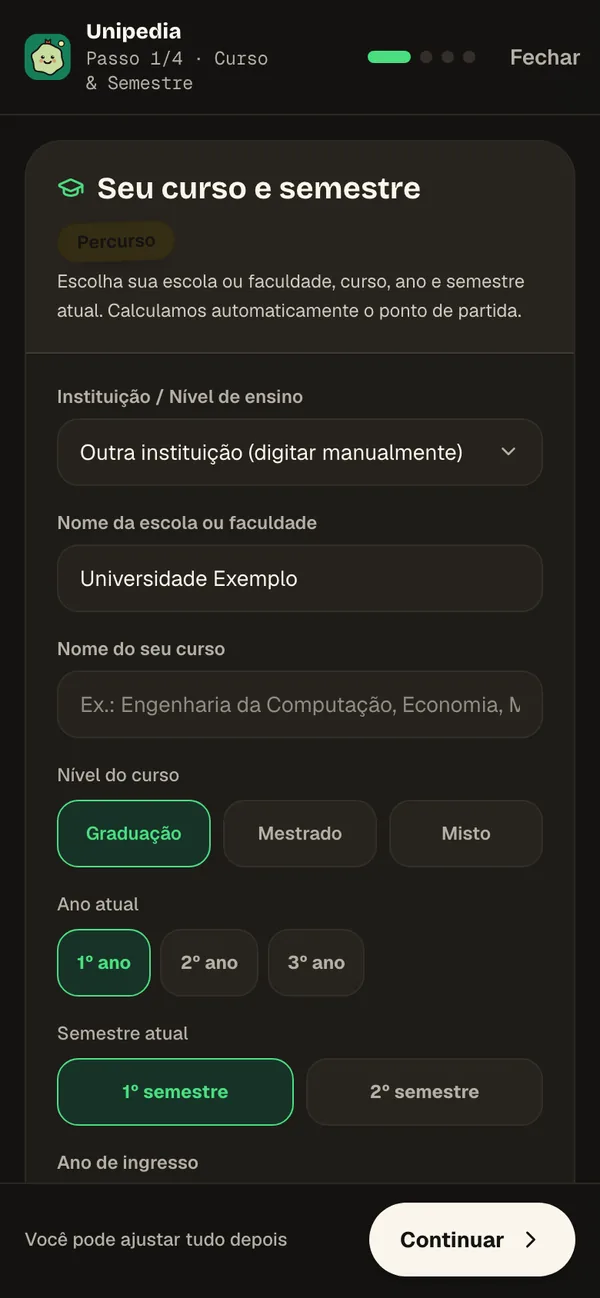 Unipedia
Passo 1/4 · Curso
& Semestre
Fechar
Seu curso e semestre
Percurso
Escolha sua escola ou faculdade, curso, ano e semestre
atual. Calculamos automaticamente o ponto de partida.
Instituição / Nível de ensino
Outra instituição (digitar manualmente)
Nome da escola ou faculdade
Universidade Exemplo
Nome do seu curso
Ex.: Engenharia da Computação, Economia, M
Nível do curso
Graduação
Mestrado
Misto
Ano atual
1º ano
2º ano
3º ano
Semestre atual
1º semestre
2º semestre
Ano de ingresso
Você pode ajustar tudo depois
Continuar